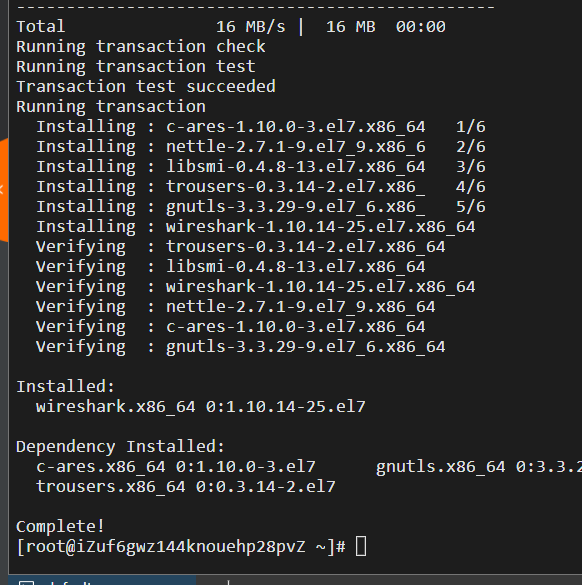 ------------------------------------------------
Total               16 MB/s |  16 MB  00:00
Running transaction check
Running transaction test
Transaction test succeeded
Running transaction
  Installing : c-ares-1.10.0-3.el7.x86_64   1/6
  Installing : nettle-2.7.1-9.el7_9.x86_6   2/6
  Installing : libsmi-0.4.8-13.el7.x86_64   3/6
  Installing : trousers-0.3.14-2.el7.x86_   4/6
  Installing : gnutls-3.3.29-9.el7_6.x86_   5/6
  Installing : wireshark-1.10.14-25.el7.x86_64
  Verifying  : trousers-0.3.14-2.el7.x86_64
  Verifying  : libsmi-0.4.8-13.el7.x86_64
  Verifying  : wireshark-1.10.14-25.el7.x86_64
  Verifying  : nettle-2.7.1-9.el7_9.x86_64
  Verifying  : c-ares-1.10.0-3.el7.x86_64
  Verifying  : gnutls-3.3.29-9.el7_6.x86_64
Installed:
  wireshark.x86_64 0:1.10.14-25.el7
Dependency Installed:
  c-ares.x86_64 0:1.10.0-3.el7      gnutls.x86_64 0:3.3.2
  trousers.x86_64 0:0.3.14-2.el7
Complete!
[root@iZuf6gwz144knouehp28pvZ ~]#